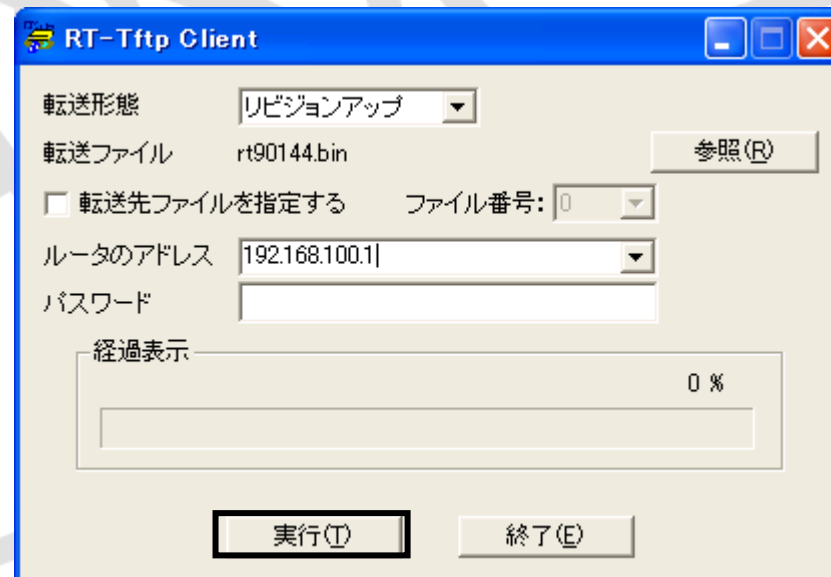 RT-Tftp Client
転送形態 リビジョンアップ
転送ファイル rt90144.bin 参照(R)
転送先ファイルを指定する ファイル番号: 0
ルータのアドレス 192.168.100.1
パスワード
経過表示
0 %
実行(T) 終了(E)